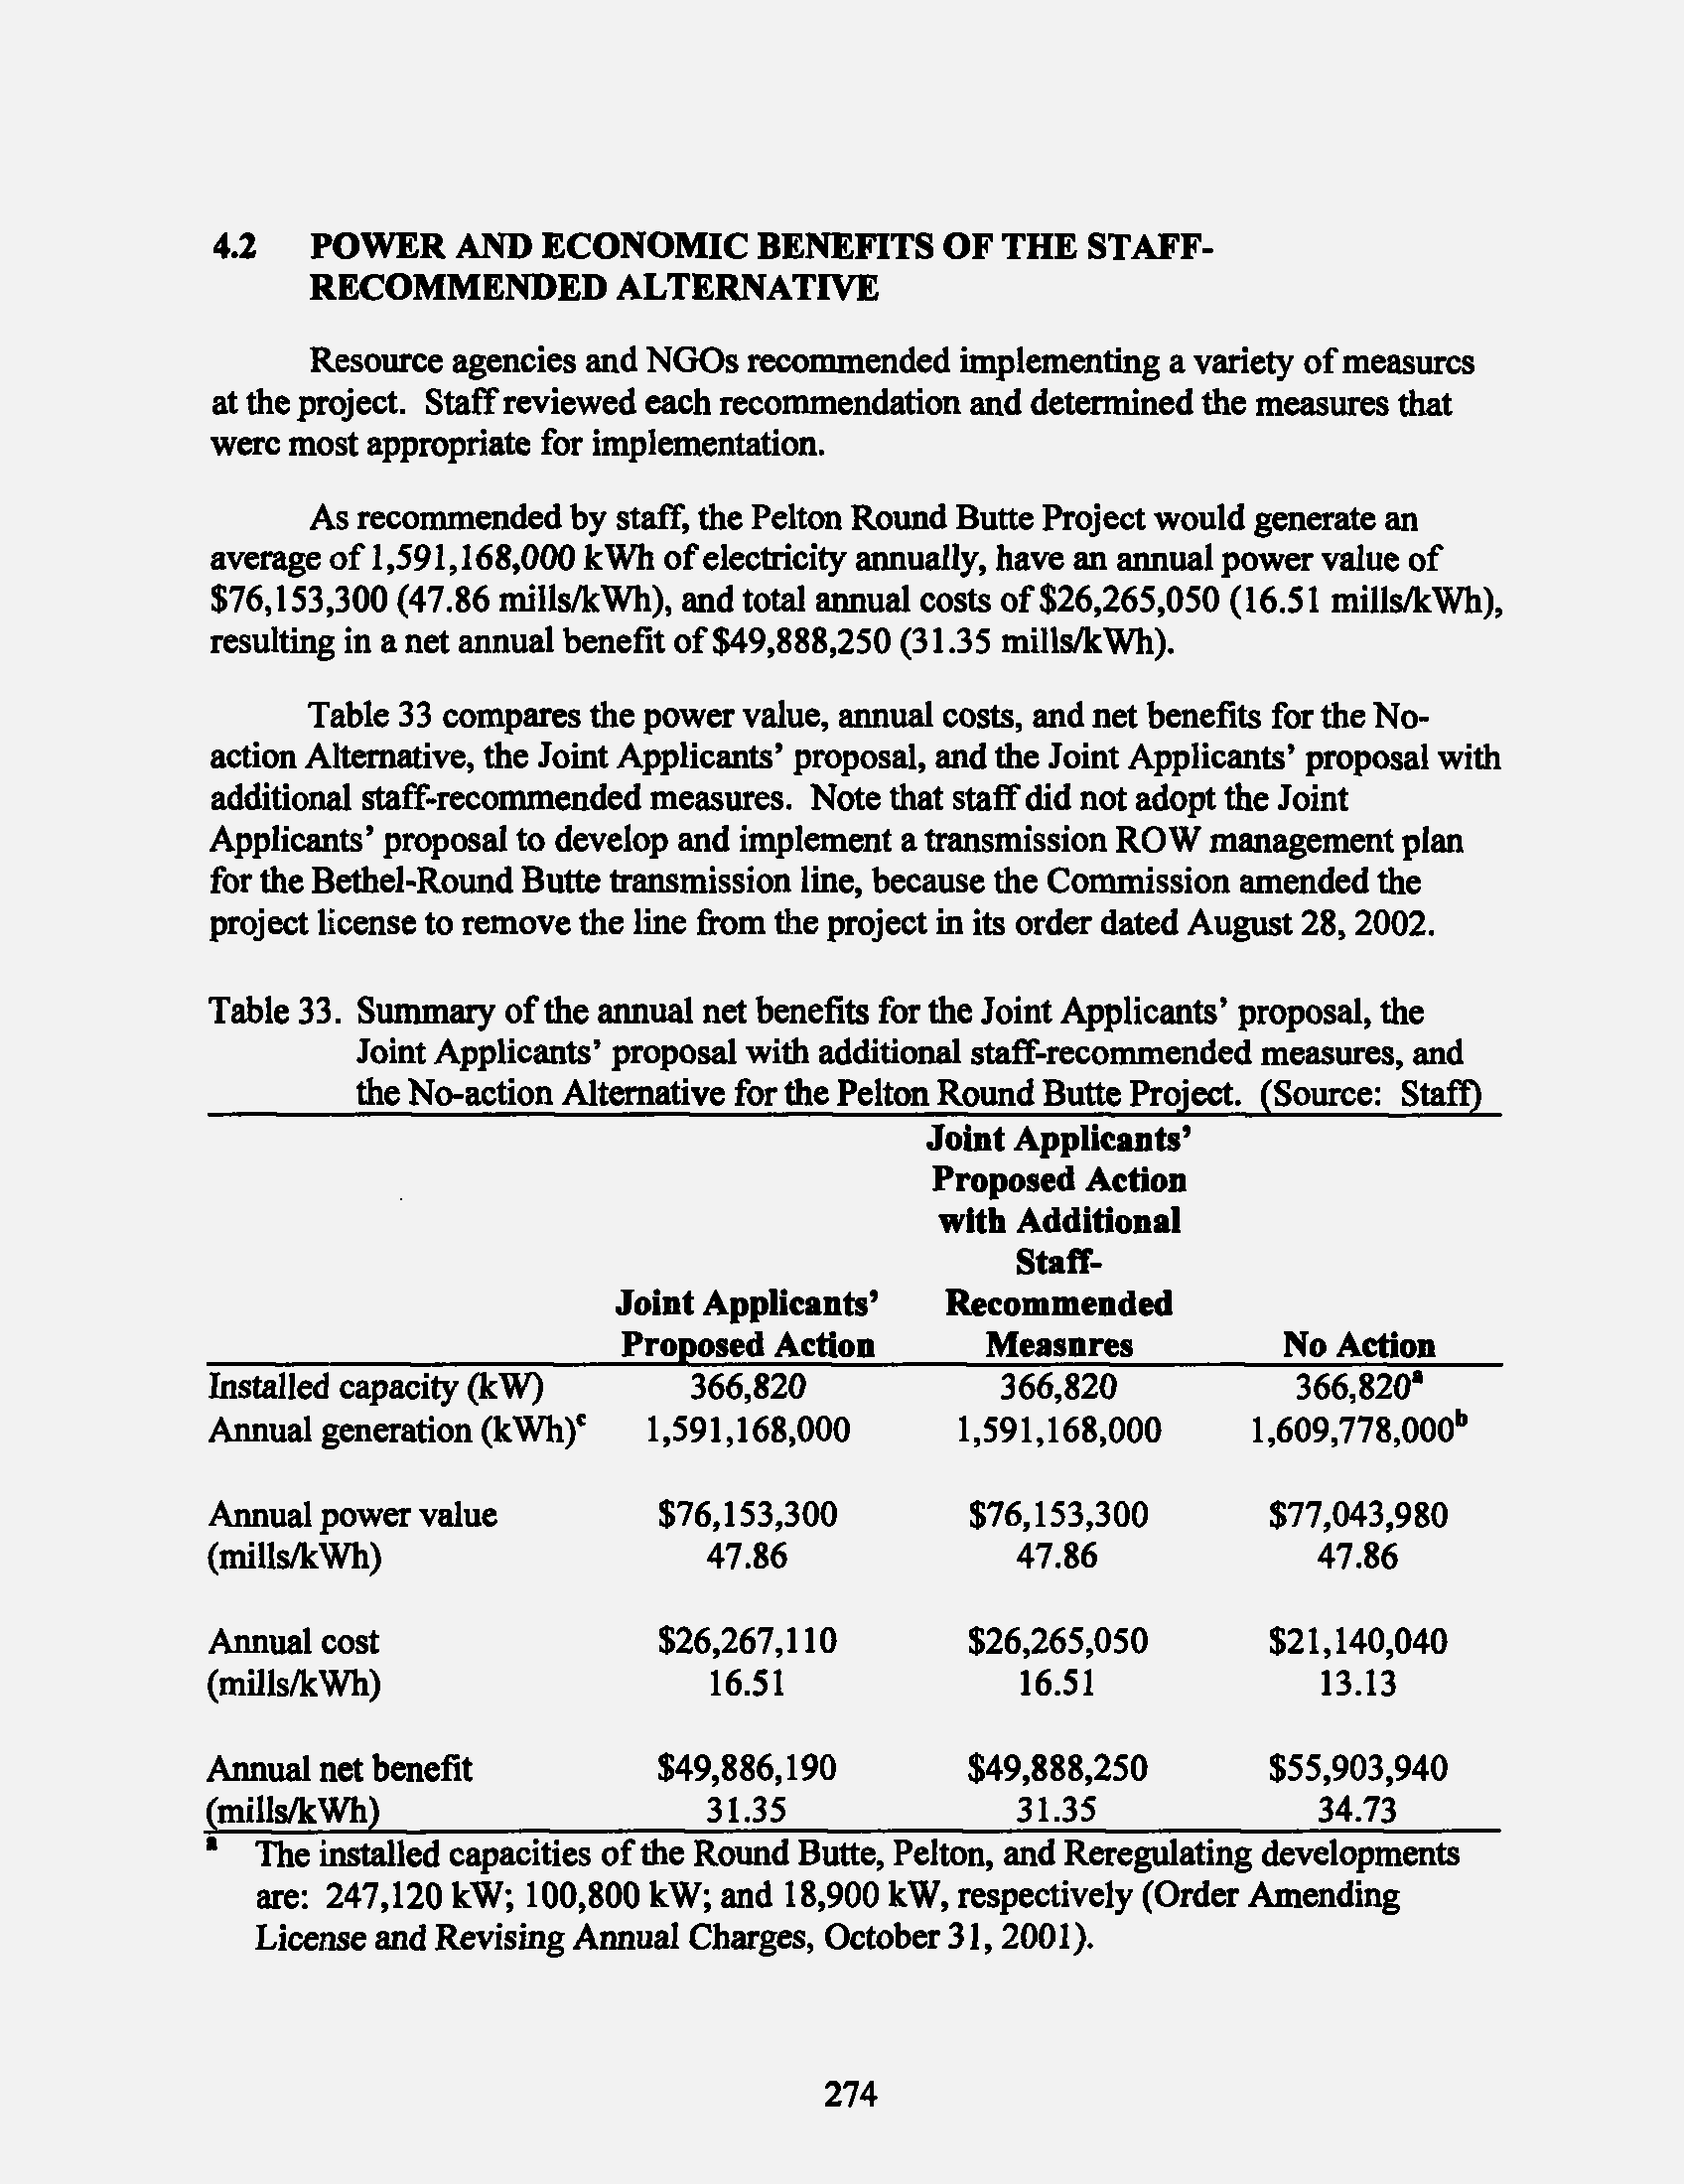 4.2 POWER AND ECONOMIC BENEFITS OF THE STAFF-
RECOMMENDED ALTERNATIVE
Resource agencies and NGOs recommended implementing a variety of measures
at the project. Staff reviewed each recommendation and determined the measures that
were most appropriate for implementation.
As recommended by staff, the Pelton Round Butte Project would generate an
average of 1,591,168,000 kWh of electricity annually, have an annual power value of
$76,153,300 (47.86 mills/kWh), and total annual costs of $26,265,050 (16.51 mills/kWh),
resulting in a net annual benefit of $49,888,250 (31.35 mills/kWh).
Table 33 compares the power value, annual costs, and net benefits for the No-
action Alternative, the Joint Applicants' proposal, and the Joint Applicants' proposal with
additional staff-recommended measures. Note that staff did not adopt the Joint
Applicants' proposal to develop and implement a transmission ROW management plan
for the Bethel-Round Butte transmission line, because the Commission amended the
project license to remove the line from the project in its order dated August 28, 2002.
Table 33. Summary of the annual net benefits for the Joint Applicants' proposal, the
Joint Applicants' proposal with additional staff-recommended measures, and
the No-action Alternative for the Pelton Round Butte Project. (Source: Staff)
Joint Applicants'
Proposed Action
with Additional
Staff-
Joint Applicants' Recommended
Proposed Action Measnres No Action
Installed capacity (kW) 366,820 366,820 366,820ᵃ
Annual generation (kWh)ᶜ 1,591,168,000 1,591,168,000 1,609,778,000ᵇ
Annual power value $76,153,300 $76,153,300 $77,043,980
(mills/kWh) 47.86 47.86 47.86
Annual cost $26,267,110 $26,265,050 $21,140,040
(mills/kWh) 16.51 16.51 13.13
Annual net benefit $49,886,190 $49,888,250 $55,903,940
(mills/kWh) 31.35 31.35 34.73
ᵃ The installed capacities of the Round Butte, Pelton, and Reregulating developments
are: 247,120 kW; 100,800 kW; and 18,900 kW, respectively (Order Amending
License and Revising Annual Charges, October 31, 2001).
274